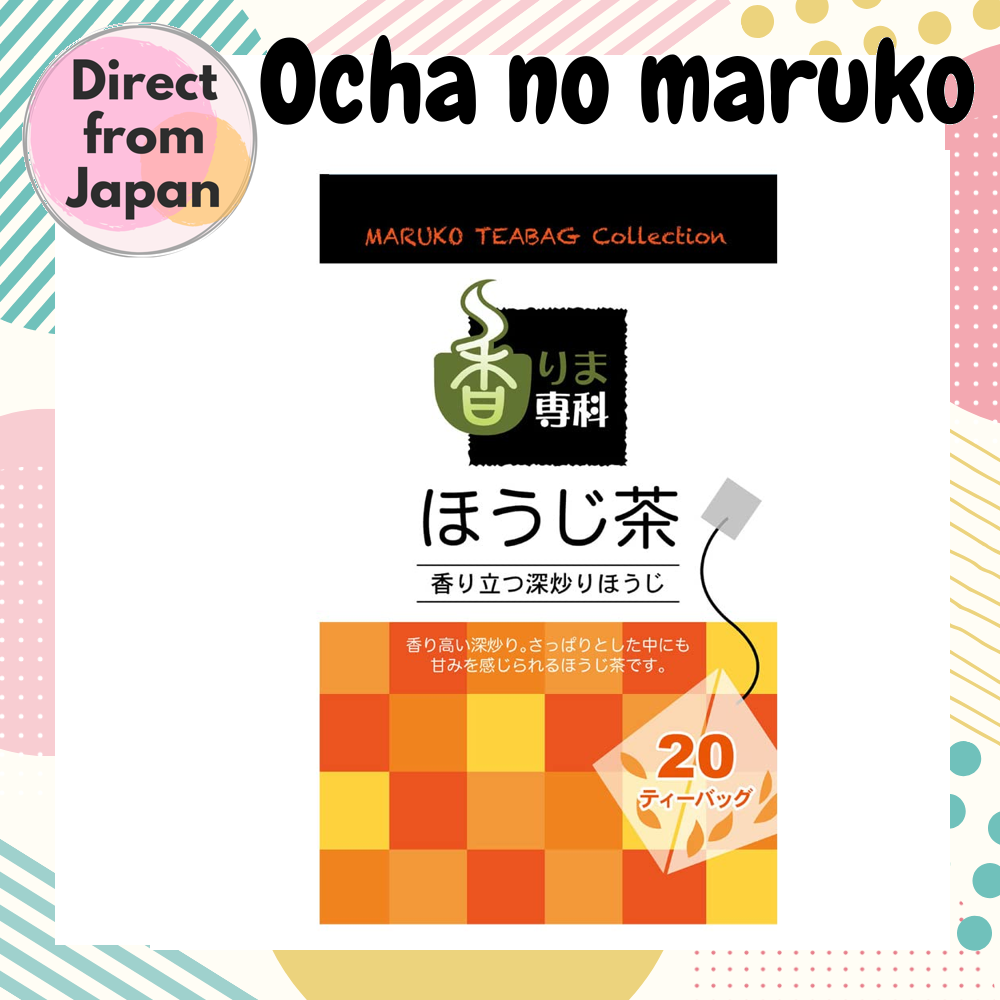 Direct
from
Japan
Ocha no maruko
MARUKO TEABAG Collection
香りま
専科
ほうじ茶
香り立つ深炒りほうじ
香り高い深炒り。さっぱりとした中にも
甘みを感じられるほうじ茶です。
20
ティーバッグ